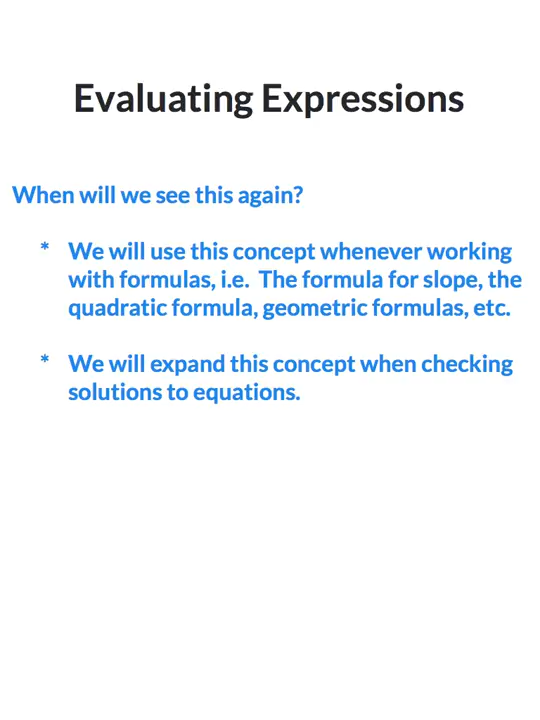 Evaluating Expressions
When will we see this again?
* We will use this concept whenever working
with formulas, i.e.  The formula for slope, the
quadratic formula, geometric formulas, etc.
* We will expand this concept when checking
solutions to equations.